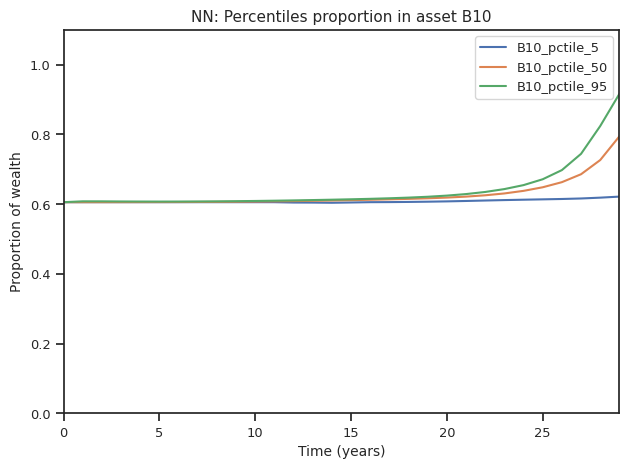 NN: Percentiles proportion in asset B10
B10_pctile_5
B10_pctile_50
B10_pctile_95
Proportion of wealth
1.0
0.8
0.6
0.4
0.2
0.0
0 5 10 15 20 25
Time (years)